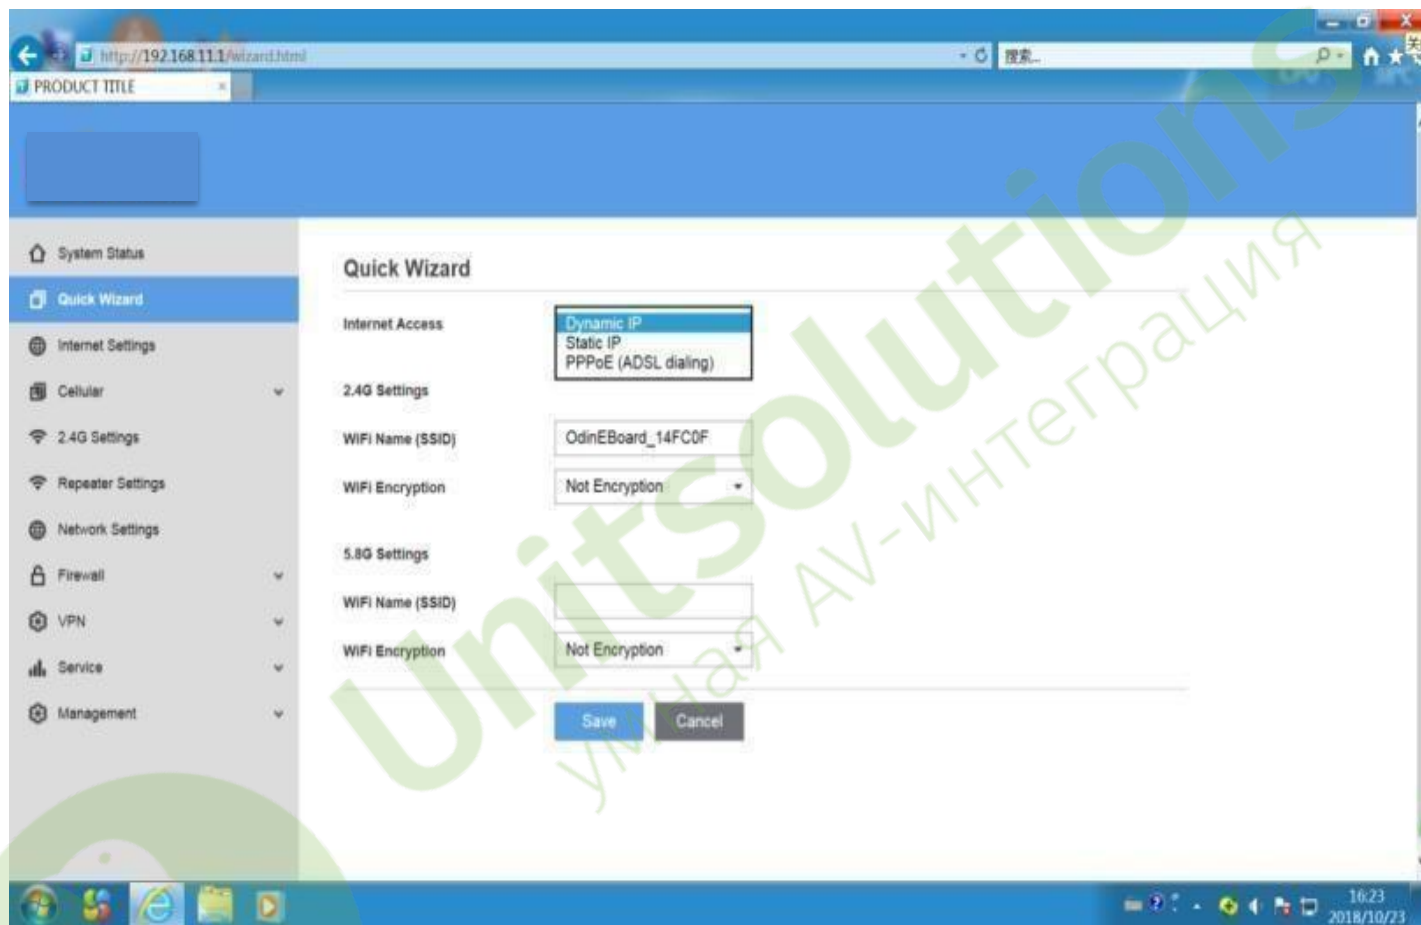 http://192.168.11.1/wizard.html
搜索...
关
PRODUCT TITLE
System Status
Quick Wizard
Internet Settings
Cellular
2.4G Settings
Repeater Settings
Network Settings
Firewall
VPN
Service
Management
Quick Wizard
Internet Access
Dynamic IP
Static IP
PPPoE (ADSL dialing)
2.4G Settings
WiFi Name (SSID)
OdinEBoard_14FC0F
WiFi Encryption
Not Encryption
5.8G Settings
WiFi Name (SSID)
WiFi Encryption
Not Encryption
Save
Cancel
Unitsolutions
умная AV-интеграция
16:23
2018/10/23